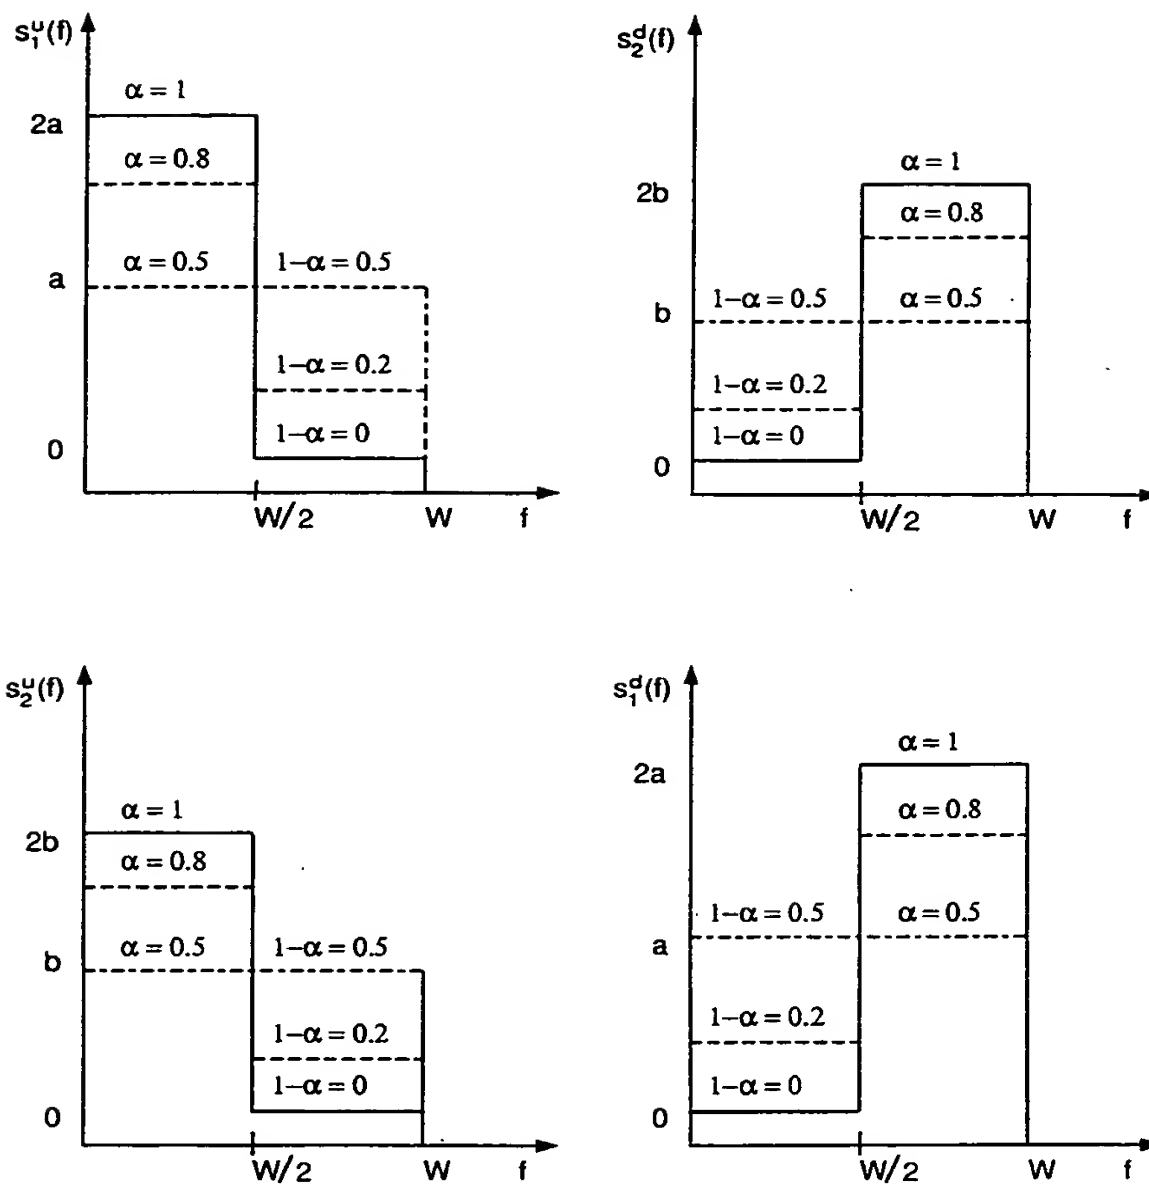 s₁ᵘ(f)
α = 1
2a
α = 0.8
a
α = 0.5
1–α = 0.5
1–α = 0.2
1–α = 0
0
W/2
W
f
s₂ᵈ(f)
α = 1
2b
α = 0.8
1–α = 0.5
α = 0.5
b
1–α = 0.2
1–α = 0
0
W/2
W
f
s₂ᵘ(f)
α = 1
2b
α = 0.8
b
α = 0.5
1–α = 0.5
1–α = 0.2
1–α = 0
0
W/2
W
f
s₁ᵈ(f)
α = 1
2a
α = 0.8
1–α = 0.5
α = 0.5
a
1–α = 0.2
1–α = 0
0
W/2
W
f